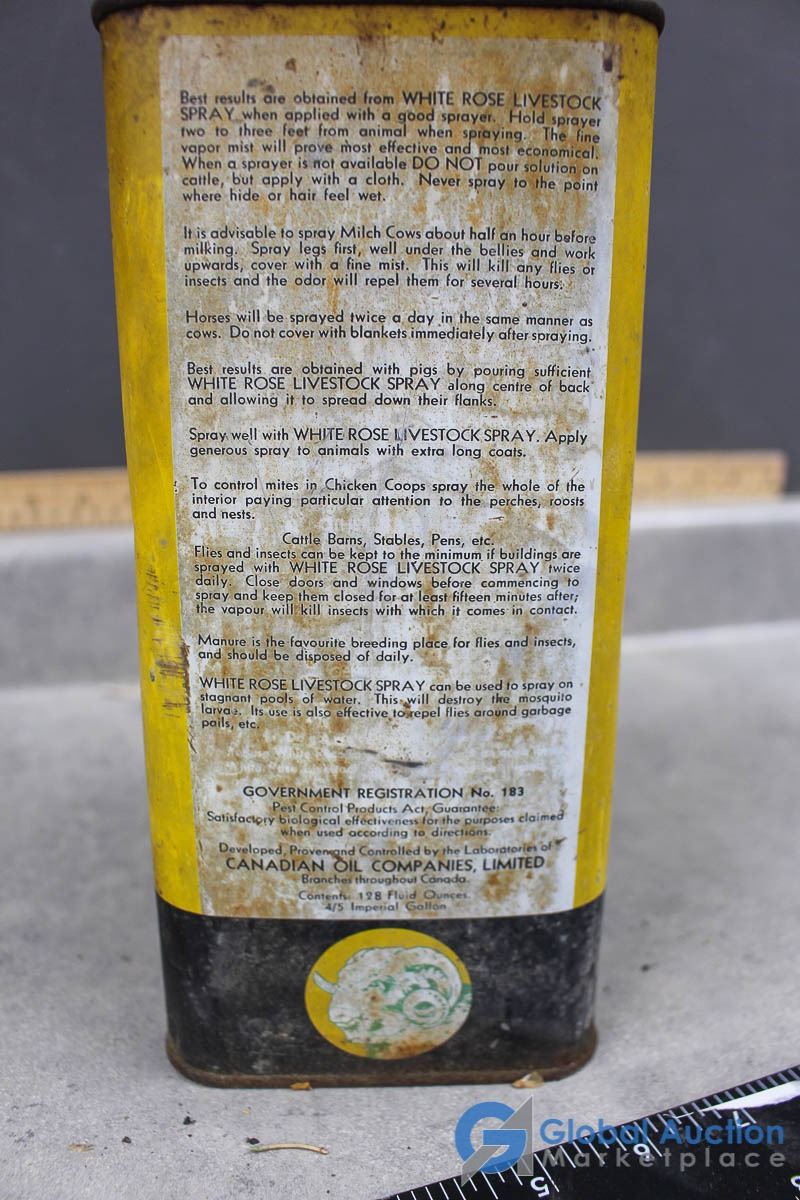 Best results are obtained from WHITE ROSE LIVESTOCK
SPRAY when applied with a good sprayer. Hold sprayer
two to three feet from animal when spraying. The fine
vapor mist will prove most effective and most economical.
When a sprayer is not available DO NOT pour solution on
cattle, but apply with a cloth. Never spray to the point
where hide or hair feel wet.
It is advisable to spray Milch Cows about half an hour before
milking. Spray legs first, well under the bellies and work
upwards, cover with a fine mist. This will kill any flies or
insects and the odor will repel them for several hours.
Horses will be sprayed twice a day in the same manner as
cows. Do not cover with blankets immediately after spraying.
Best results are obtained with pigs by pouring sufficient
WHITE ROSE LIVESTOCK SPRAY along centre of back
and allowing it to spread down their flanks.
Spray well with WHITE ROSE LIVESTOCK SPRAY. Apply
generous spray to animals with extra long coats.
To control mites in Chicken Coops spray the whole of the
interior paying particular attention to the perches, roosts
and nests.
Cattle Barns, Stables, Pens, etc.
Flies and insects can be kept to the minimum if buildings are
sprayed with WHITE ROSE LIVESTOCK SPRAY twice
daily. Close doors and windows before commencing to
spray and keep them closed for at least fifteen minutes after;
the vapour will kill insects with which it comes in contact.
Manure is the favourite breeding place for flies and insects,
and should be disposed of daily.
WHITE ROSE LIVESTOCK SPRAY can be used to spray on
stagnant pools of water. This will destroy the mosquito
larvae. Its use is also effective to repel flies around garbage
pails, etc.
GOVERNMENT REGISTRATION No. 183
Pest Control Products Act, Guarantee:
Satisfactory biological effectiveness for the purposes claimed
when used according to directions.
Developed, Proven and Controlled by the Laboratories of
CANADIAN OIL COMPANIES, LIMITED
Branches throughout Canada.
Contents: 128 Fluid Ounces.
4/5 Imperial Gallon
5 6 7
Global Auction
Marketplace